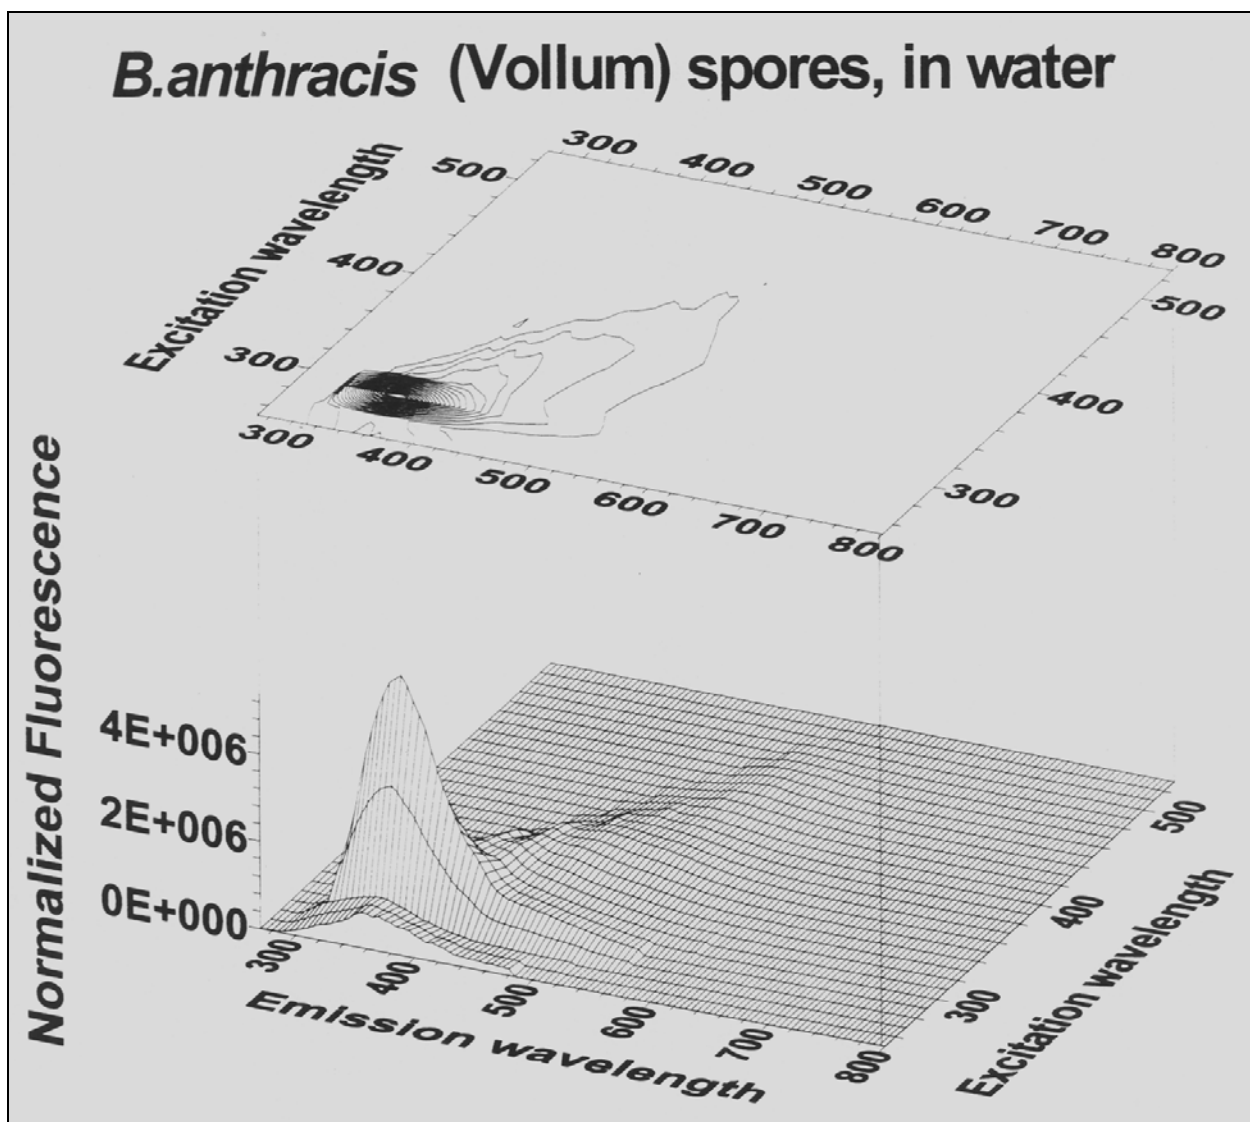 B.anthracis (Vollum) spores, in water
Excitation wavelength
300 400 500 600 700 800
500
400
300
500
400
300
300 400 500 600 700 800
Normalized Fluorescence
4E+006
2E+006
0E+000
300 400 500 600 700 800
Emission wavelength
500
400
300
Excitation wavelength